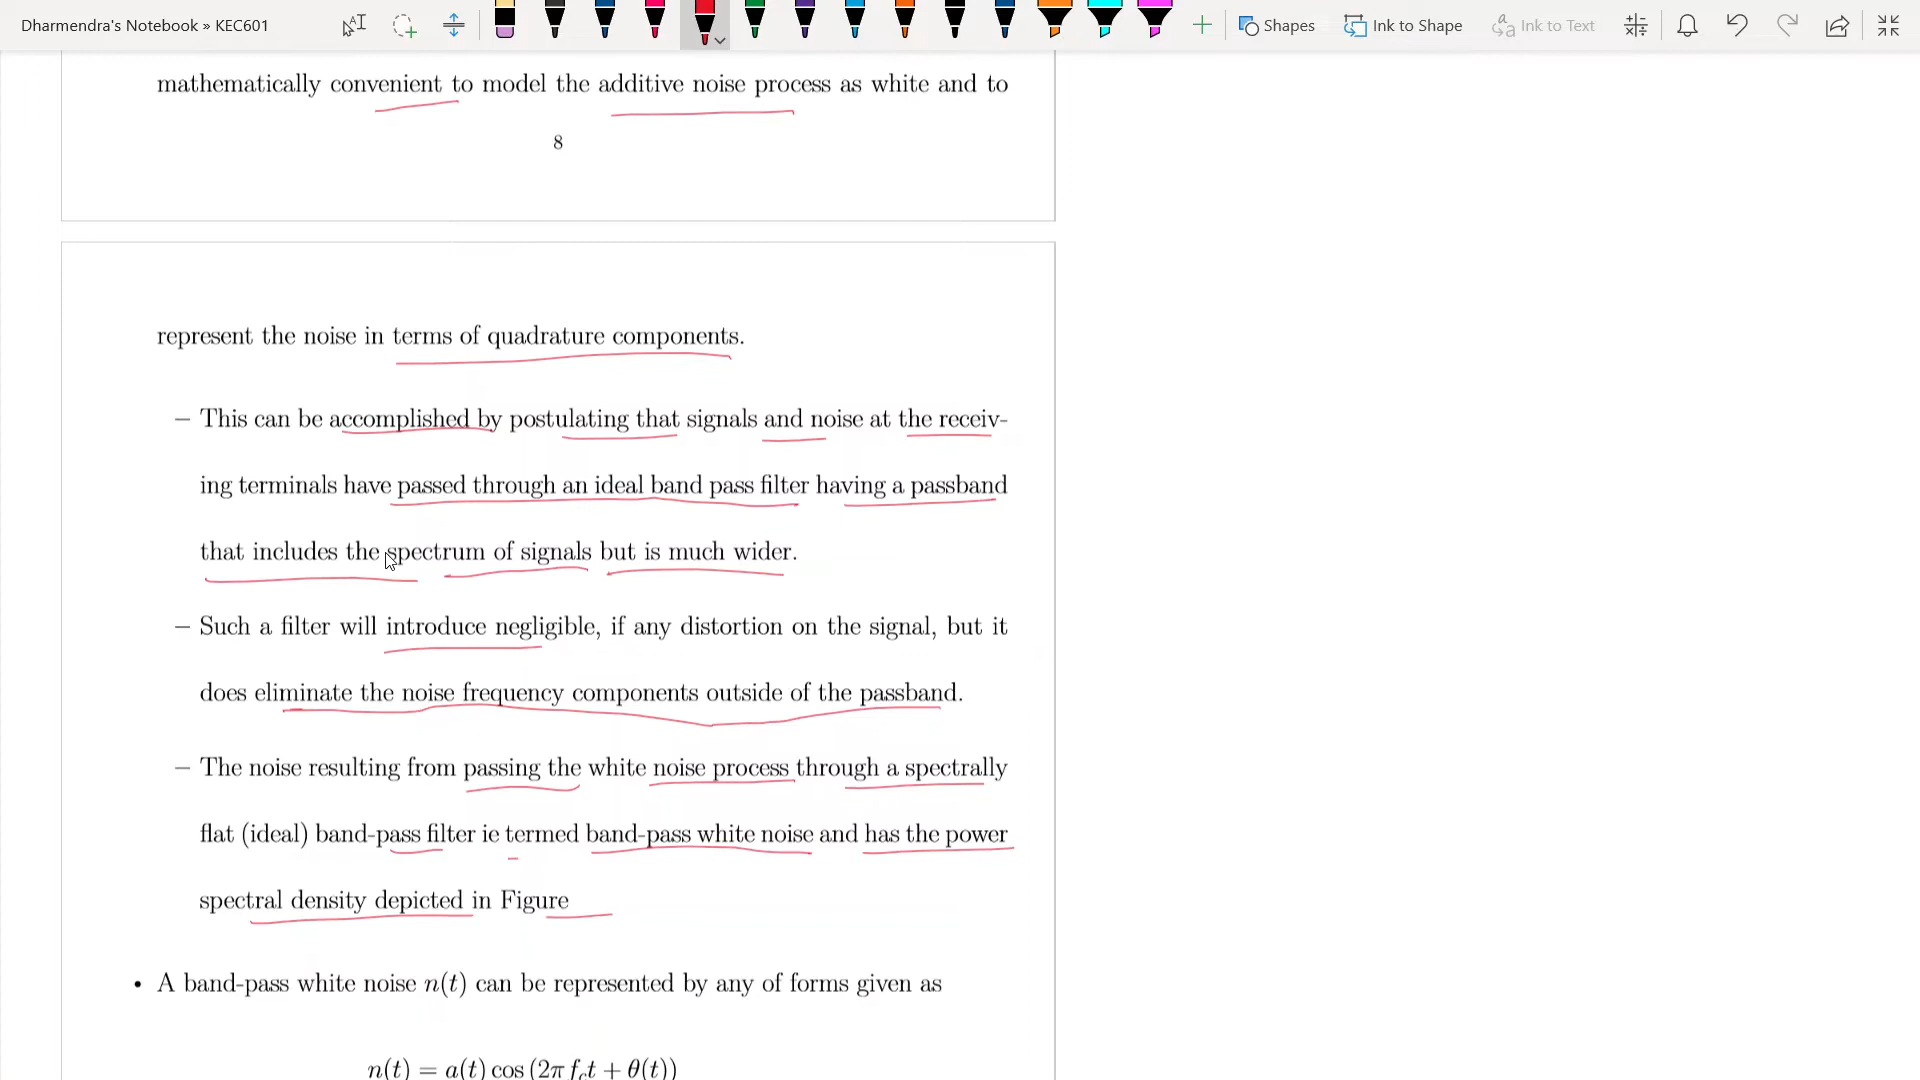 Dharmendra's Notebook » KEC601
Shapes
Ink to Shape
Ink to Text
mathematically convenient to model the additive noise process as white and to
8
represent the noise in terms of quadrature components.
– This can be accomplished by postulating that signals and noise at the receiv-
ing terminals have passed through an ideal band pass filter having a passband
that includes the spectrum of signals but is much wider.
– Such a filter will introduce negligible, if any distortion on the signal, but it
does eliminate the noise frequency components outside of the passband.
– The noise resulting from passing the white noise process through a spectrally
flat (ideal) band-pass filter ie termed band-pass white noise and has the power
spectral density depicted in Figure
• A band-pass white noise n(t) can be represented by any of forms given as
n(t) = a(t) cos (2π f_c t + θ(t))